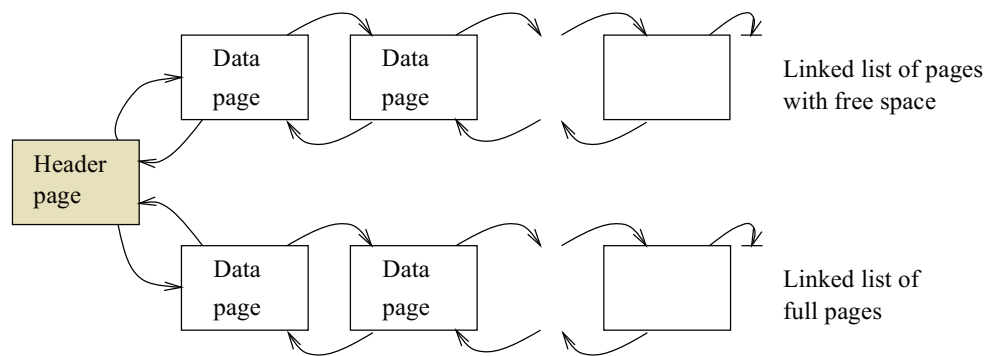 Data
page
Data
page
Linked list of pages
with free space
Header
page
Data
page
Data
page
Linked list of
full pages